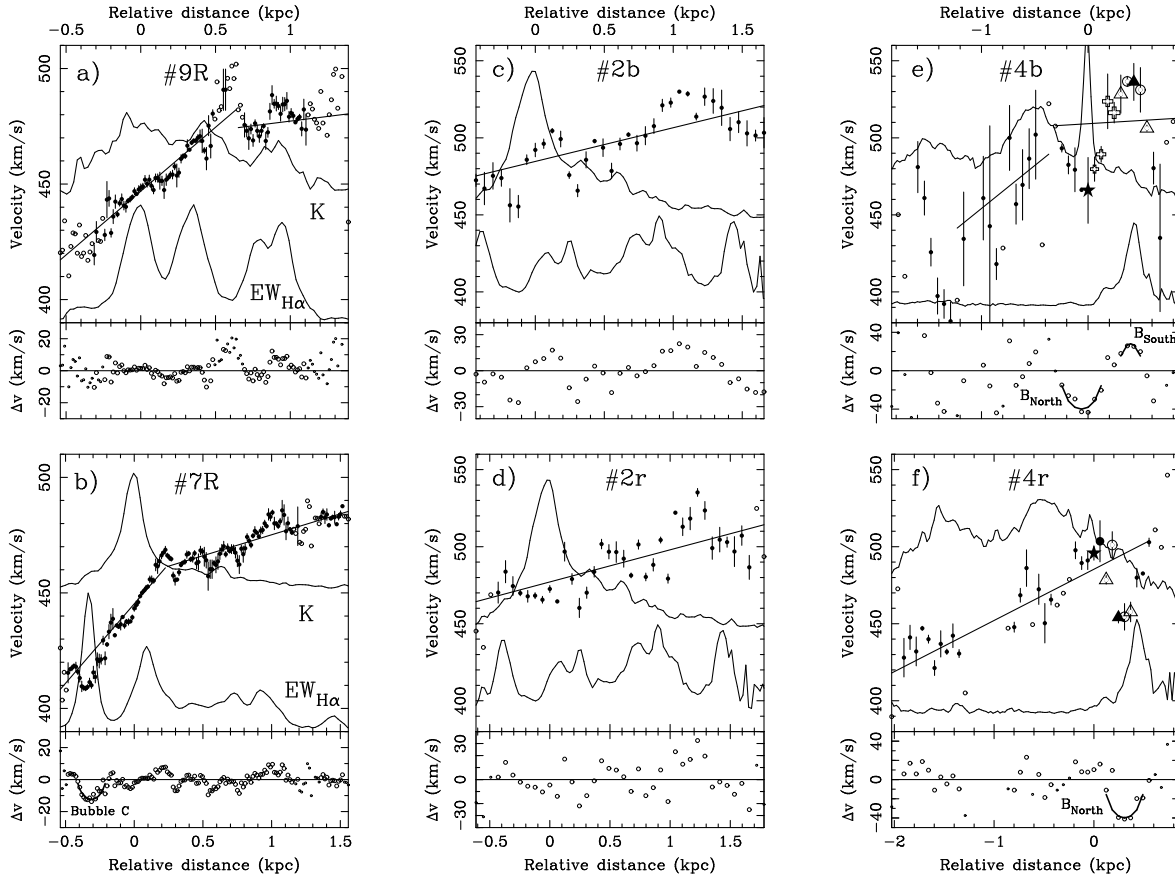 Relative distance (kpc)
Relative distance (kpc)
Relative distance (kpc)
−0.5 0 0.5 1
0 0.5 1 1.5
−1 0
a) #9R
c) #2b
e) #4b
Velocity (km/s)
400 450 500
K
EW_Hα
Velocity (km/s)
400 450 500 550
Velocity (km/s)
400 450 500 550
Δv (km/s)
−20 0 20
Δv (km/s)
−30 0 30
Δv (km/s)
−40 0 40
B_South
B_North
b) #7R
d) #2r
f) #4r
Velocity (km/s)
400 450 500
K
EW_Hα
Velocity (km/s)
400 450 500 550
Velocity (km/s)
400 450 500 550
Δv (km/s)
−20 0 20
Bubble C
Δv (km/s)
−30 0 30
Δv (km/s)
−40 0 40
B_North
−0.5 0 0.5 1 1.5
−0.5 0 0.5 1 1.5
−2 −1 0
Relative distance (kpc)
Relative distance (kpc)
Relative distance (kpc)